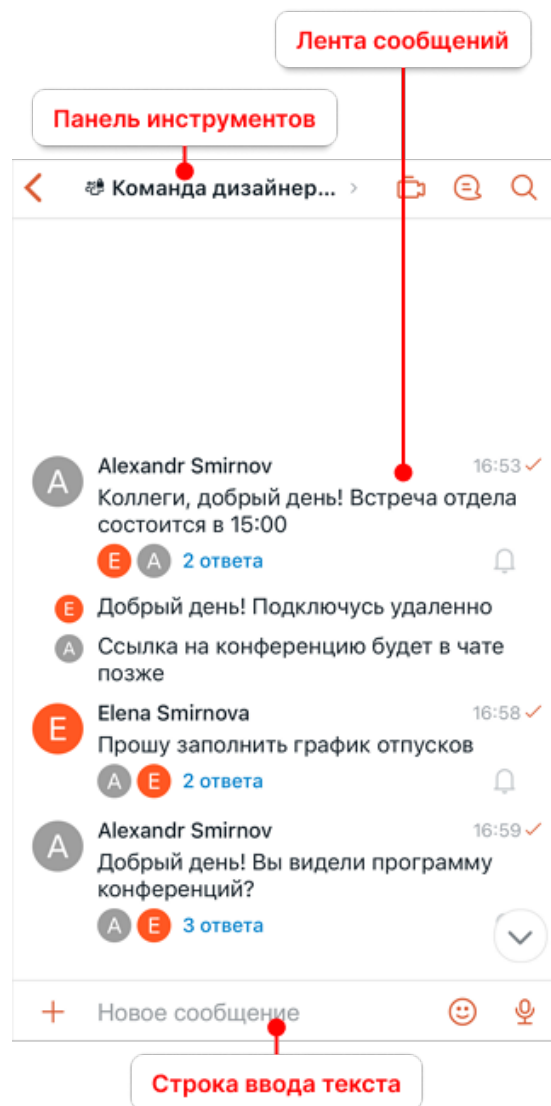 Лента сообщений
Панель инструментов
Команда дизайнер...
Alexandr Smirnov 16:53
A
Коллеги, добрый день! Встреча отдела
состоится в 15:00
E A 2 ответа
E Добрый день! Подключусь удаленно
A Ссылка на конференцию будет в чате
позже
Elena Smirnova 16:58
E
Прошу заполнить график отпусков
A E 2 ответа
Alexandr Smirnov 16:59
A
Добрый день! Вы видели программу
конференций?
A E 3 ответа
Новое сообщение
Строка ввода текста